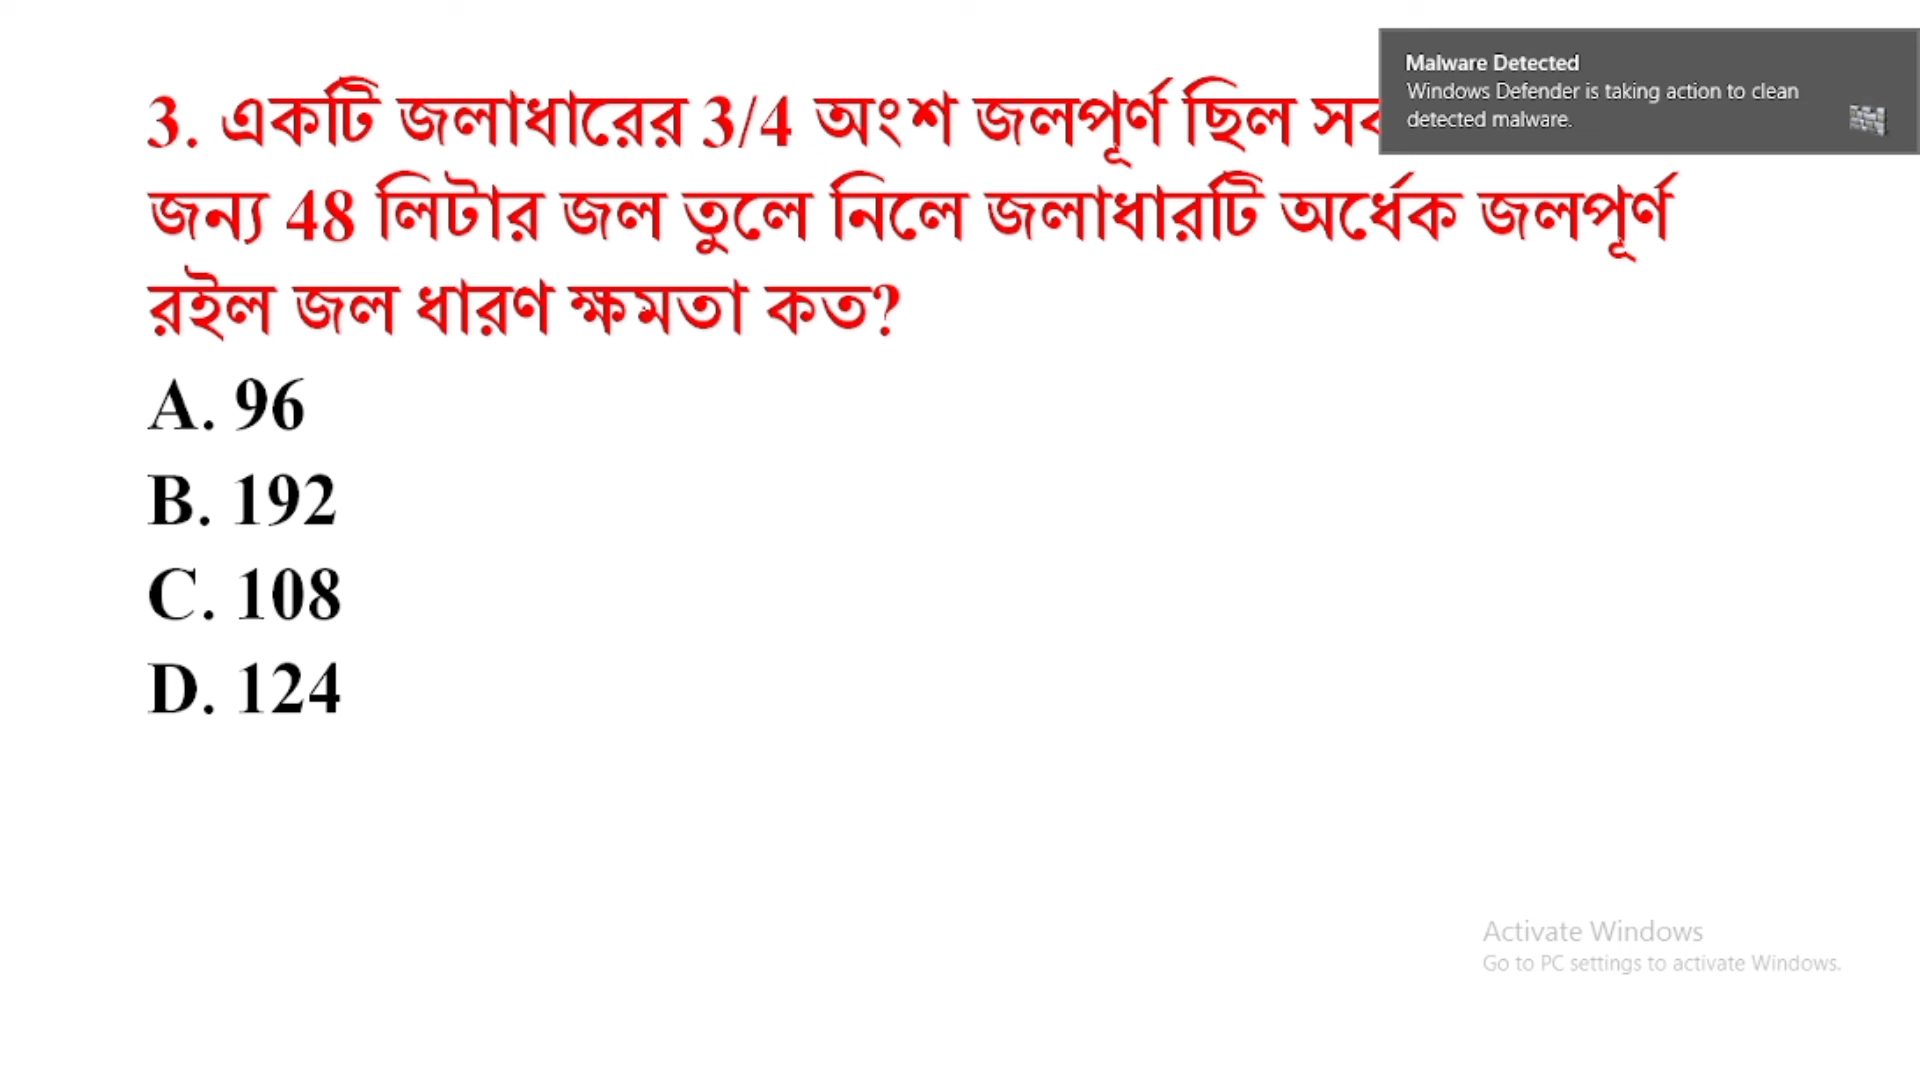 3. একটি জলাধারের 3/4 অংশ জলপূর্ণ ছিল
জন্য 48 লিটার জল তুলে নিলে জলাধারটি অর্ধেক জলপূর্ণ
রইল জল ধারণ ক্ষমতা কত?
A. 96
B. 192
C. 108
D. 124
Malware Detected
Windows Defender is taking action to clean
detected malware.
Activate Windows
Go to PC settings to activate Windows.